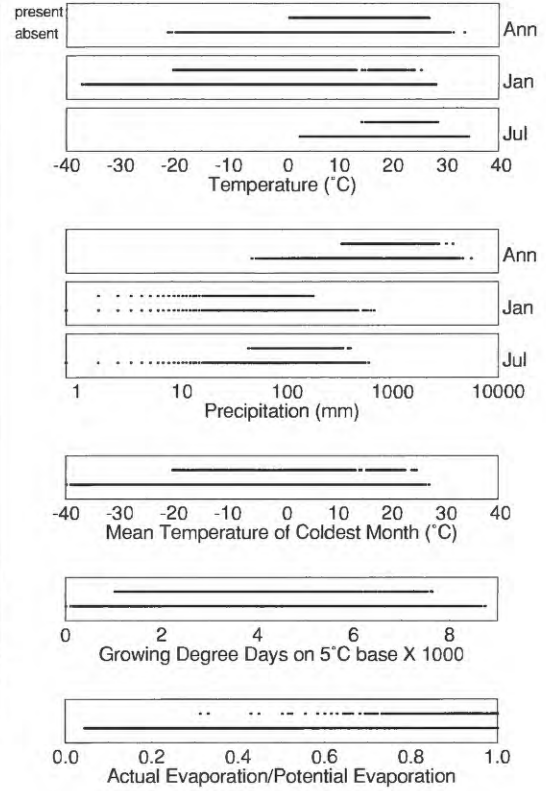 present
absent
Ann
Jan
Jul
-40 -30 -20 -10 0 10 20 30 40
Temperature (˚C)
Ann
Jan
Jul
1 10 100 1000 10000
Precipitation (mm)
-40 -30 -20 -10 0 10 20 30 40
Mean Temperature of Coldest Month (˚C)
0 2 4 6 8
Growing Degree Days on 5˚C base X 1000
0.0 0.2 0.4 0.6 0.8 1.0
Actual Evaporation/Potential Evaporation